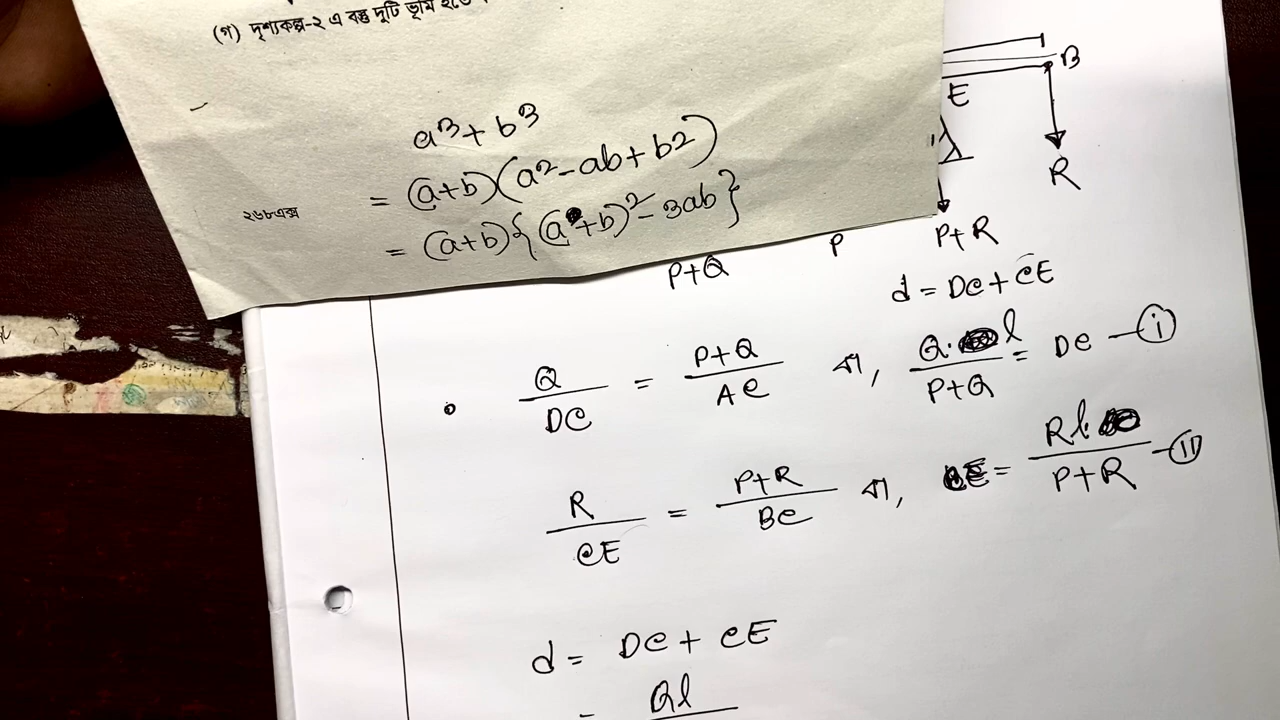 (গ) দৃশ্যকল্প-২ এ বস্তু দুটি ভূমি হতে
a³ + b³
= (a+b)(a² - ab + b2)
২৬৮এক্স
= (a+b){(a+b)² - 3ab}
B
E
R
P+Q
P
P+R
d = DC + CE
Q/DC = P+Q/AC বা, Q.l/P+Q = DC — (i)
R/CE = P+R/BC বা, CE = Rl/P+R — (ii)
d = DC + CE
= Ql